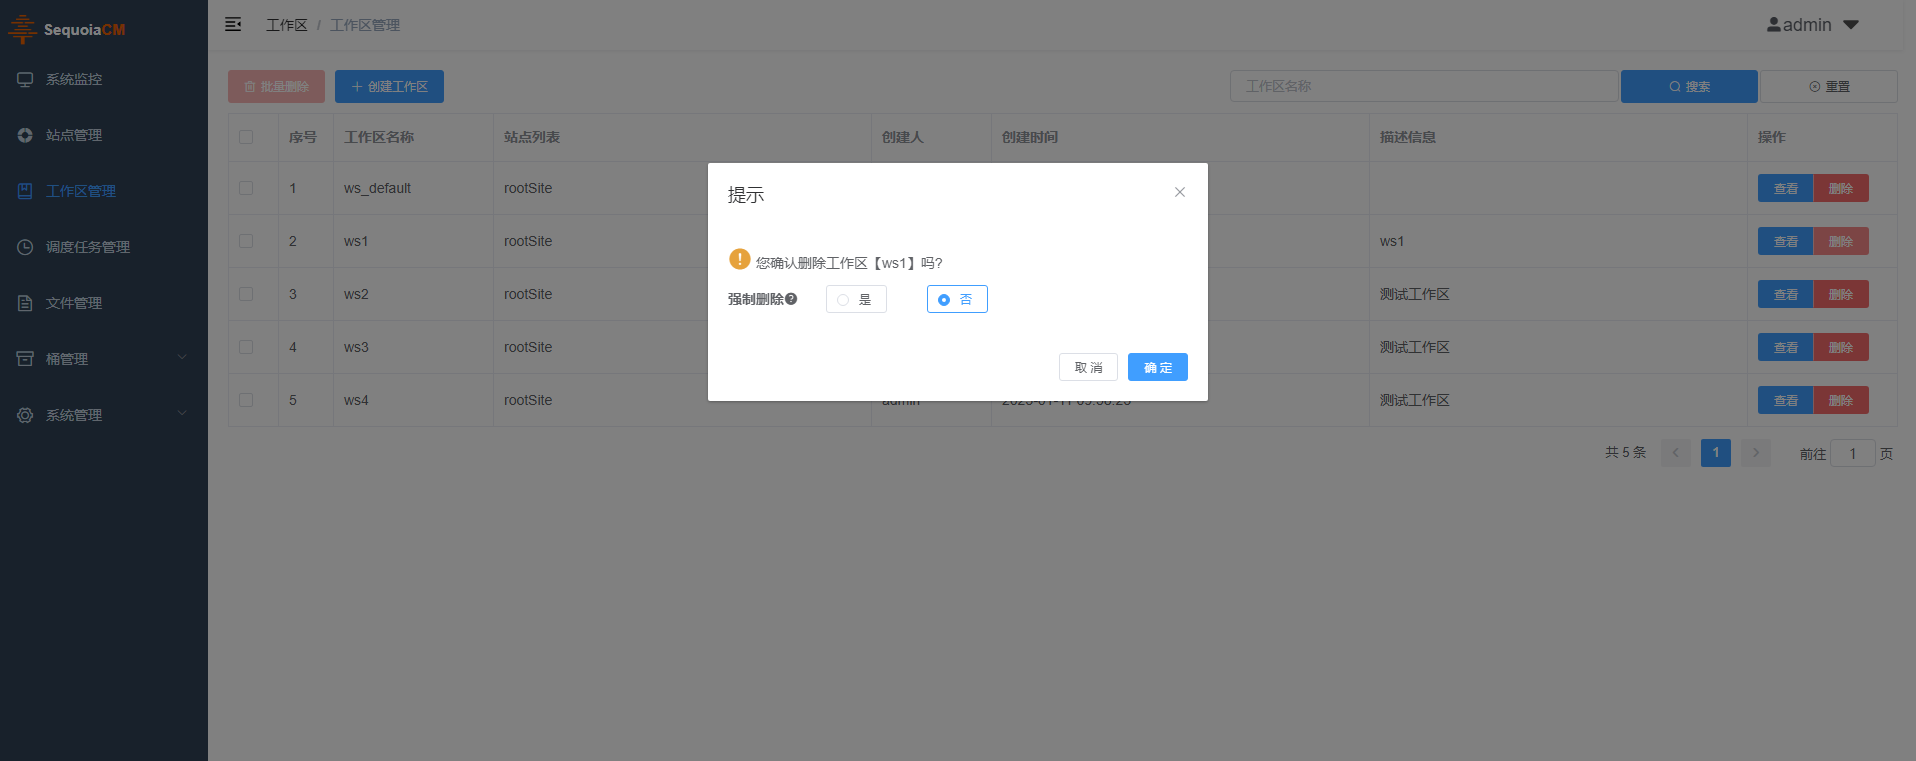 SequoiaCM
系统监控
站点管理
工作区管理
调度任务管理
文件管理
桶管理
系统管理
工作区 / 工作区管理
admin
批量删除 创建工作区 工作区名称 搜索 重置
序号 工作区名称 站点列表 创建人 创建时间 描述信息 操作
1 ws_default rootSite 查看 删除
2 ws1 rootSite ws1 查看 删除
3 ws2 rootSite 测试工作区 查看 删除
4 ws3 rootSite 测试工作区 查看 删除
5 ws4 rootSite admin 测试工作区 查看 删除
共 5 条 1 前往 1 页
提示
您确认删除工作区【ws1】吗?
强制删除 是 否
取消 确定